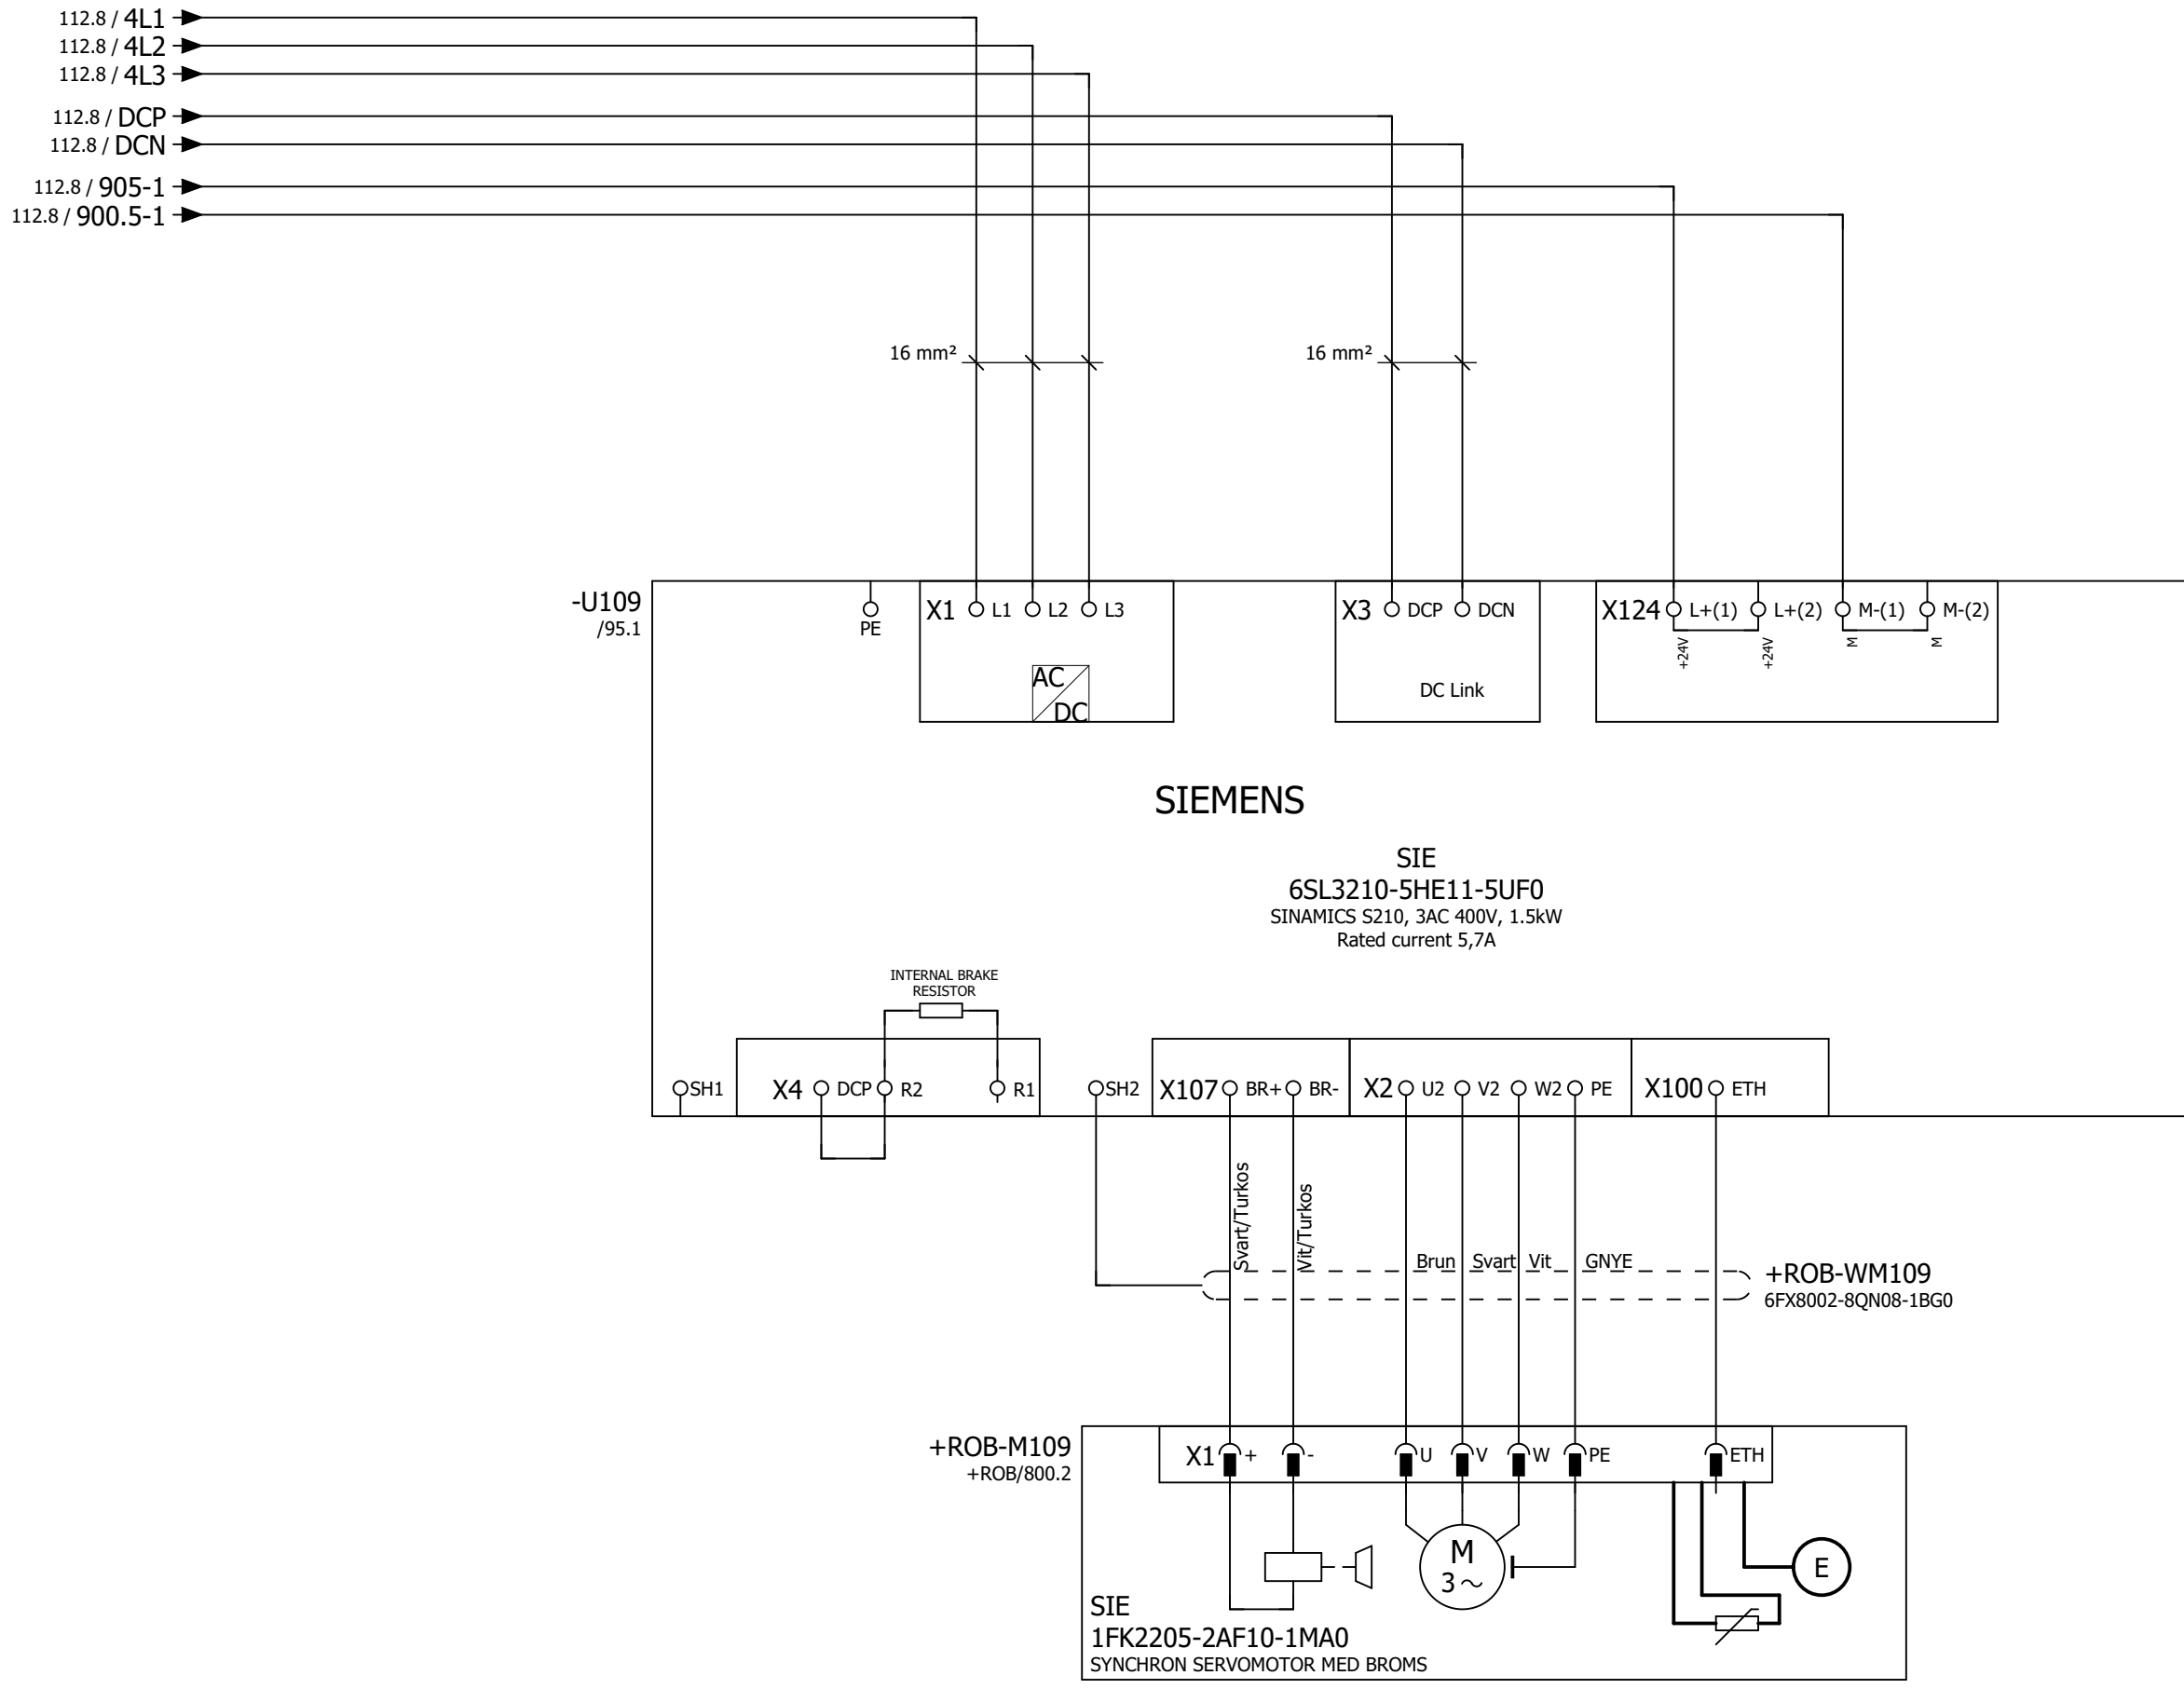 112.8 / 4L1
112.8 / 4L2
112.8 / 4L3
112.8 / DCP
112.8 / DCN
112.8 / 905-1
112.8 / 900.5-1
16 mm²
16 mm²
-U109
/95.1
PE
X1 L1 L2 L3
AC
DC
X3 DCP DCN
DC Link
X124 L+(1) L+(2) M-(1) M-(2)
+24V
+24V
M
M
SIEMENS
SIE
6SL3210-5HE11-5UF0
SINAMICS S210, 3AC 400V, 1.5kW
Rated current 5,7A
INTERNAL BRAKE
RESISTOR
SH1
X4 DCP R2 R1
SH2
X107 BR+ BR-
X2 U2 V2 W2 PE
X100 ETH
Svart/Turkos
Vit/Turkos
Brun Svart Vit GNYE
+ROB-WM109
6FX8002-8QN08-1BG0
+ROB-M109
+ROB/800.2
X1 + - U V W PE ETH
M
3~
E
SIE
1FK2205-2AF10-1MA0
SYNCHRON SERVOMOTOR MED BROMS